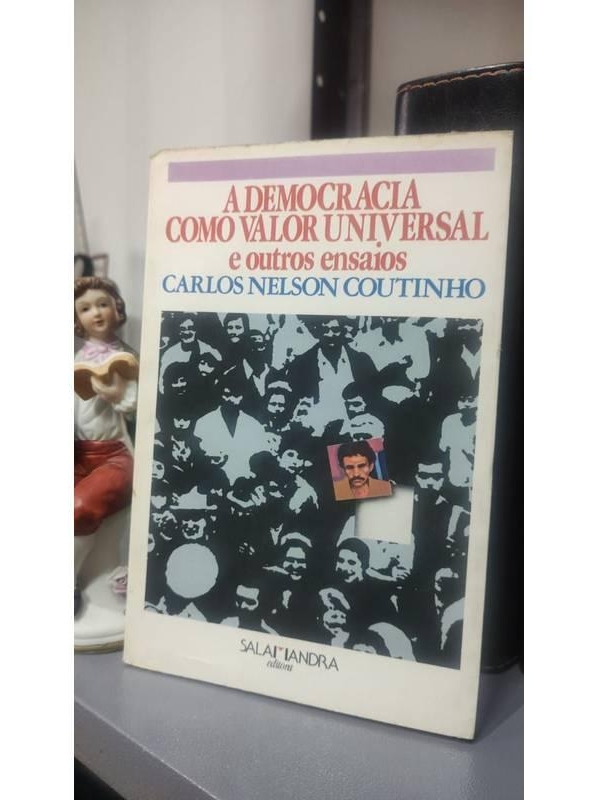 A DEMOCRACIA
COMO VALOR UNIVERSAL
e outros ensaios
CARLOS NELSON COUTINHO
SALAMANDRA
editora